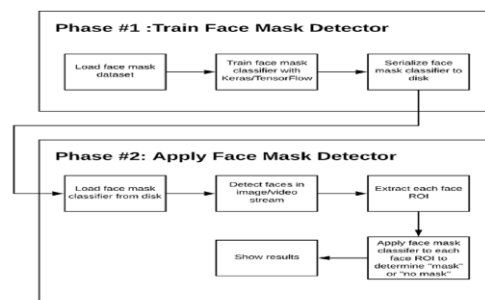 Phase #1 :Train Face Mask Detector
Load face mask
dataset
Train face mask
classifier with
Keras/TensorFlow
Serialize face
mask classifier to
disk
Phase #2: Apply Face Mask Detector
Load face mask
classifier from disk
Detect faces in
image/video
stream
Extract each face
ROI
Show results
Apply face mask
classifer to each
face ROI to
determine "mask"
or "no mask"